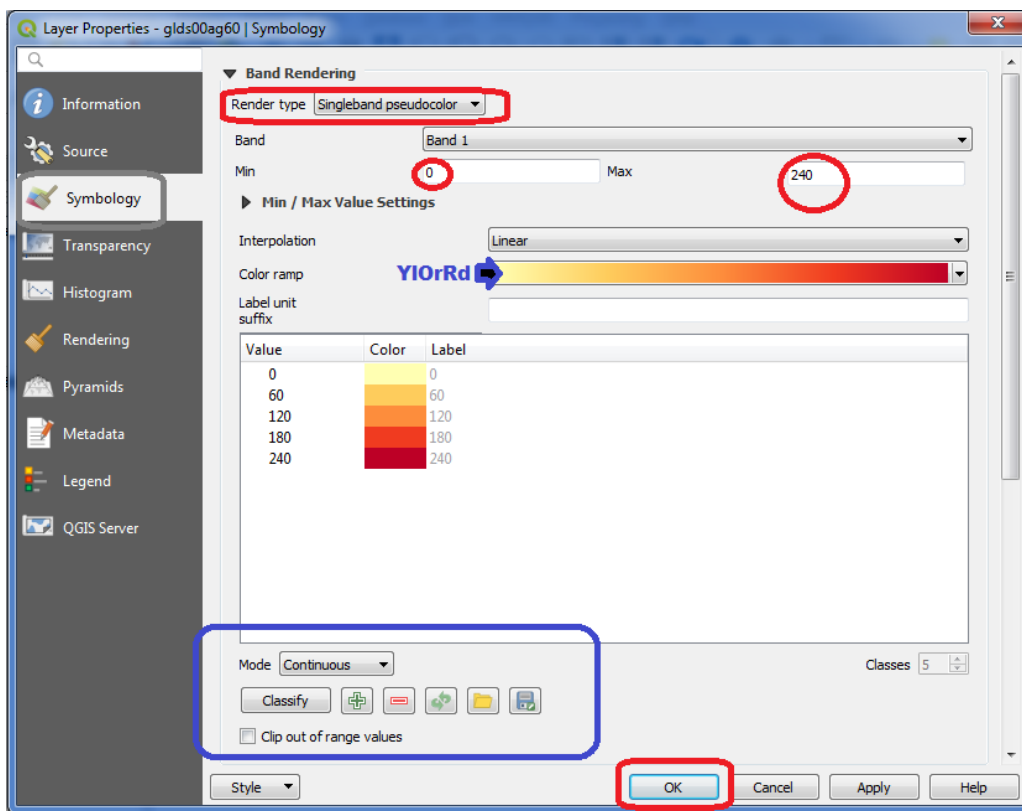 Layer Properties - glds00ag60 | Symbology
Information
Source
Symbology
Transparency
Histogram
Rendering
Pyramids
Metadata
Legend
QGIS Server
Band Rendering
Render type Singleband pseudocolor
Band Band 1
Min 0 Max 240
Min / Max Value Settings
Interpolation Linear
Color ramp YlOrRd
Label unit
suffix
Value Color Label
0 0
60 60
120 120
180 180
240 240
Mode Continuous Classes 5
Classify
Clip out of range values
Style OK Cancel Apply Help